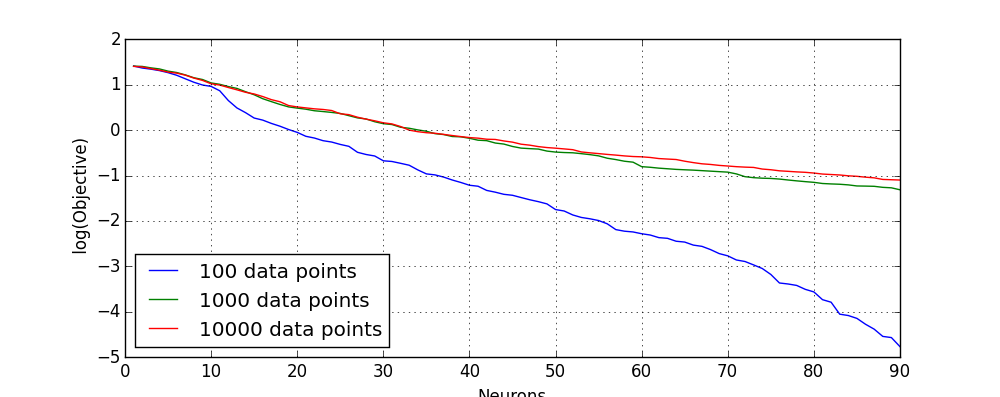 2
1
0
−1
−2
−3
−4
−5
log(Objective)
100 data points
1000 data points
10000 data points
0 10 20 30 40 50 60 70 80 90
Neurons